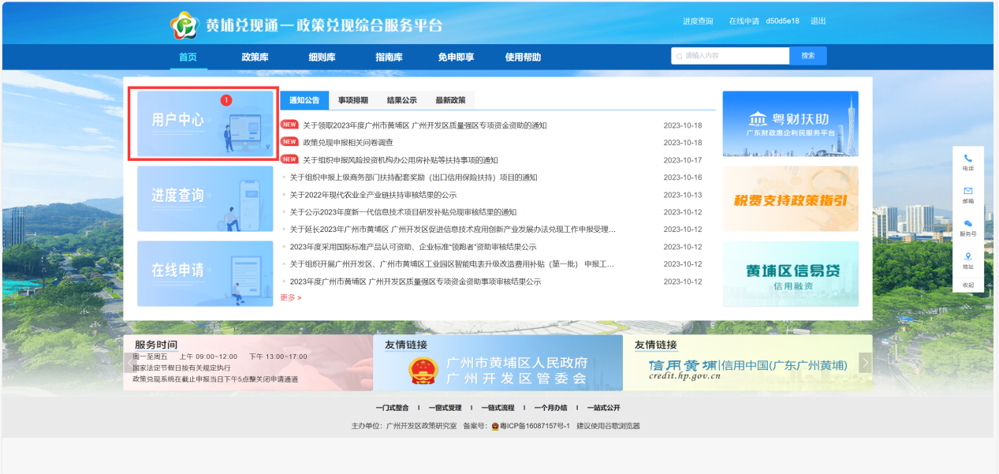 黄埔兑现通—政策兑现综合服务平台
进度查询 在线申请 d50d5e18 退出
首页 政策库 细则库 指南库 免申即享 使用帮助
请输入内容 搜索
用户中心
1
进度查询
在线申请
通知公告 事项排期 结果公示 最新政策
NEW 关于领取2023年度广州市黄埔区 广州开发区质量强区专项资金资助的通知 2023-10-18
NEW 政策兑现申报相关问卷调查 2023-10-18
NEW 关于组织申报风险投资机构办公用房补贴等扶持事项的通知 2023-10-17
关于组织申报上级商务部门扶持配套奖励（出口信用保险扶持）项目的通知 2023-10-16
关于2022年现代农业全产业链扶持审核结果的公示 2023-10-13
关于公示2023年度新一代信息技术项目研发补贴兑现审核结果的通知 2023-10-12
关于延长2023年广州市黄埔区 广州开发区促进信息技术应用创新产业发展办法兑现工作申报受理... 2023-10-12
2023年度采用国际标准产品认可资助、企业标准“领跑者”资助审核结果公示 2023-10-12
关于组织开展广州开发区、广州市黄埔区工业园区智能电表升级改造费用补贴（第一批） 申报工... 2023-10-12
2023年度广州市黄埔区 广州开发区质量强区专项资金资助事项审核结果公示 2023-10-12
更多 >
粤财扶助
广东财政惠企利民服务平台
税费支持政策指引
黄埔区信易贷
信用融资
电话
邮箱
服务号
地址
收起
服务时间
周一至周五 上午 09:00~12:00 下午 13:00~17:00
国家法定节假日按有关规定执行
政策兑现系统在截止申报当日下午5点整关闭申请通道
友情链接
广州市黄埔区人民政府
广州开发区管委会
友情链接
信用黄埔|信用中国(广东广州黄埔)
credit.hp.gov.cn
一门式整合 I 一窗式受理 I 一链式流程 I 一个月办结 I 一站式公开
主办单位：广州开发区政策研究室 备案号： 粤ICP备16087157号-1 建议使用谷歌浏览器